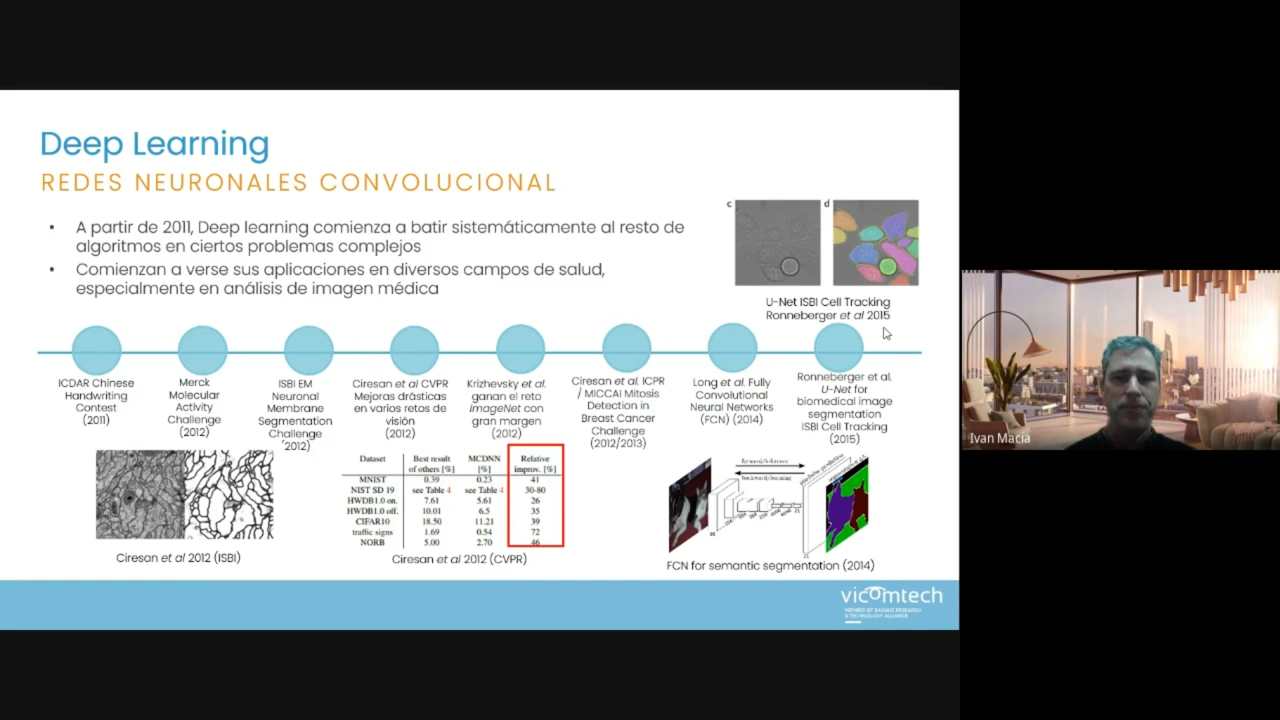 Deep Learning
REDES NEURONALES CONVOLUCIONAL
• A partir de 2011, Deep learning comienza a batir sistemáticamente al resto de
algoritmos en ciertos problemas complejos
• Comienzan a verse sus aplicaciones en diversos campos de salud,
especialmente en análisis de imagen médica
c
d
U-Net ISBI Cell Tracking
Ronneberger et al 2015
ICDAR Chinese
Handwriting
Contest
(2011)
Merck
Molecular
Activity
Challenge
(2012)
ISBI EM
Neuronal
Membrane
Segmentation
Challenge
(2012)
Ciresan et al CVPR
Mejoras drásticas
en varios retos de
visión
(2012)
Krizhevsky et al.
ganan el reto
ImageNet con
gran margen
(2012)
Ciresan et al. ICPR
/ MICCAI Mitosis
Detection in
Breast Cancer
Challenge
(2012/2013)
Long et al. Fully
Convolutional
Neural Networks
(FCN) (2014)
Ronneberger et al.
U-Net for
biomedical image
segmentation
ISBI Cell Tracking
(2015)
Ciresan et al 2012 (ISBI)
Dataset Best result MCDNN Relative
of others [%] [%] improv. [%]
MNIST 0.39 0.23 41
NIST SD 19 see Table 4 see Table 4 30-80
HWDB1.0 on. 7.61 5.61 26
HWDB1.0 off. 10.01 6.5 35
CIFAR10 18.50 11.21 39
traffic signs 1.69 0.54 72
NORB 5.00 2.70 46
Ciresan et al 2012 (CVPR)
forward/inference
backward/learning
FCN for semantic segmentation (2014)
vicomtech
MEMBER OF BASQUE RESEARCH
& TECHNOLOGY ALLIANCE
Ivan Macia